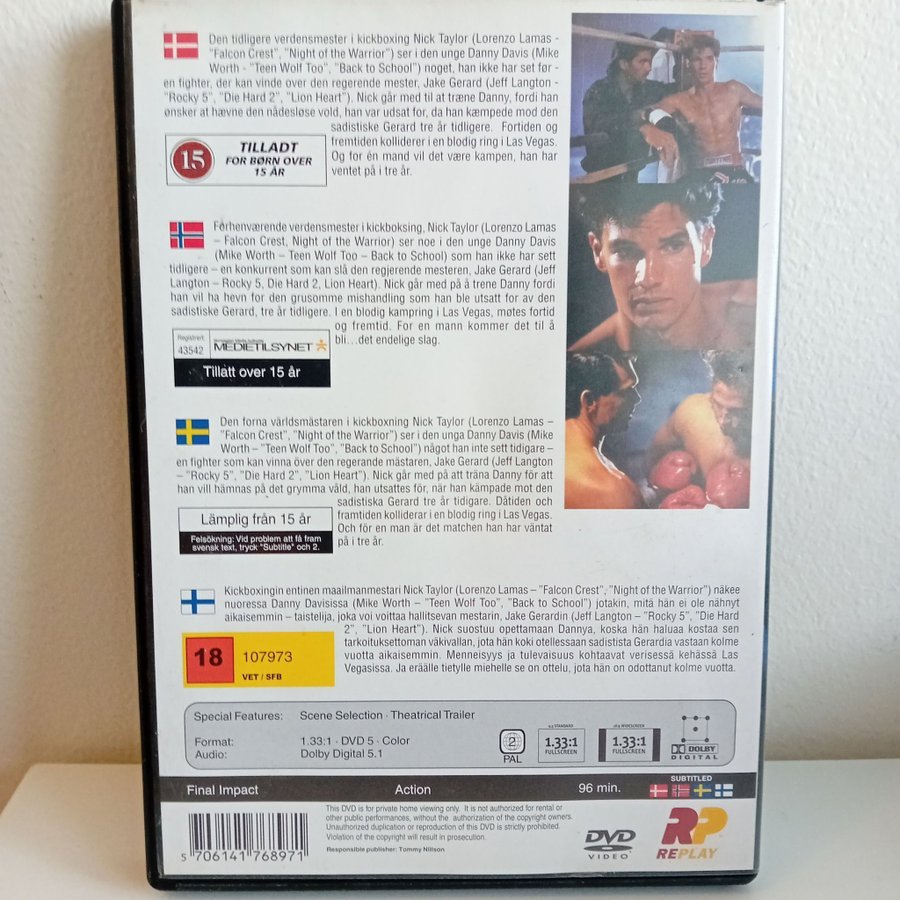 Den tidligere verdensmester i kickboxing Nick Taylor (Lorenzo Lamas -
"Falcon Crest", "Night of the Warrior") ser i den unge Danny Davis (Mike
Worth - "Teen Wolf Too", "Back to School") noget, han ikke har set før -
en fighter, der kan vinde over den regerende mester, Jake Gerard (Jeff Langton -
"Rocky 5", "Die Hard 2", "Lion Heart"). Nick går med til at træne Danny, fordi han
ønsker at hævne den nådesløse vold, han var udsat for, da han kæmpede mod den
sadistiske Gerard tre år tidligere. Fortiden og
fremtiden kolliderer i en blodig ring i Las Vegas.
Og for én mand vil det være kampen, han har
ventet på i tre år.
15
TILLADT
FOR BØRN OVER
15 ÅR
Forhenværende verdensmester i kickboksing, Nick Taylor (Lorenzo Lamas
– Falcon Crest, Night of the Warrior) ser noe i den unge Danny Davis
(Mike Worth – Teen Wolf Too – Back to School) som han ikke har sett
tidligere – en konkurrent som kan slå den regjerende mesteren, Jake Gerard (Jeff
Langton – Rocky 5, Die Hard 2, Lion Heart). Nick går med på å trene Danny fordi
han vil ha hevn for den grusomme mishandling som han ble utsatt for av den
sadistiske Gerard, tre år tidligere. I en blodig kampring i Las Vegas, møtes fortid
og fremtid. For en mann kommer det til å
bli…det endelige slag.
Registrert
43542
MEDIETILSYNET
Tillatt over 15 år
Den forna världsmästaren i kickboxning Nick Taylor (Lorenzo Lamas –
"Falcon Crest", "Night of the Warrior") ser i den unga Danny Davis (Mike
Worth – "Teen Wolf Too", "Back to School") något han inte sett tidigare –
en fighter som kan vinna över den regerande mästaren, Jake Gerard (Jeff Langton
– "Rocky 5", "Die Hard 2", "Lion Heart"). Nick går med på att träna Danny för att
han vill hämnas på det grymma våld, han utsattes för, när han kämpade mot den
sadistiska Gerard tre år tidigare. Dåtiden och
framtiden kolliderar i en blodig ring i Las Vegas.
Och för en man är det matchen han har väntat
på i tre år.
Lämplig från 15 år
Felsökning: Vid problem att få fram
svensk text, tryck "Subtitle" och 2.
Kickboxingin entinen maailmanmestari Nick Taylor (Lorenzo Lamas – "Falcon Crest", "Night of the Warrior") näkee
nuoressa Danny Davisissa (Mike Worth – "Teen Wolf Too", "Back to School") jotakin, mitä hän ei ole nähnyt
aikaisemmin – taistelija, joka voi voittaa hallitsevan mestarin, Jake Gerardin (Jeff Langton – "Rocky 5", "Die Hard
2", "Lion Heart"). Nick suostuu opettamaan Dannya, koska hän haluaa kostaa sen
tarkoituksettoman väkivallan, jota hän koki otellessaan sadistista Gerardia vastaan kolme
vuotta aikaisemmin. Menneisyys ja tulevaisuus kohtaavat verisessä kehässä Las
Vegasissa. Ja eräälle tietylle miehelle se on ottelu, jota hän on odottanut kolme vuotta.
18
107973
VET / SFB
Special Features: Scene Selection · Theatrical Trailer
Format: 1.33:1 · DVD 5 · Color
Audio: Dolby Digital 5.1
2
PAL
4:3 STANDARD
1.33:1
FULLSCREEN
16:9 WIDESCREEN
1.33:1
FULLSCREEN
DOLBY
DIGITAL
Final Impact Action 96 min.
SUBTITLED
5 706141 768971
This DVD is for private home viewing only. It is not authorized for rental or
other public performances, without the authorization of the copyright owners.
Unauthorized duplication or reproduction of this DVD is strictly prohibited.
Violation of the copyright will result in prosecution.
Responsible publisher: Tommy Nillson
DVD
VIDEO
RP
REPLAY